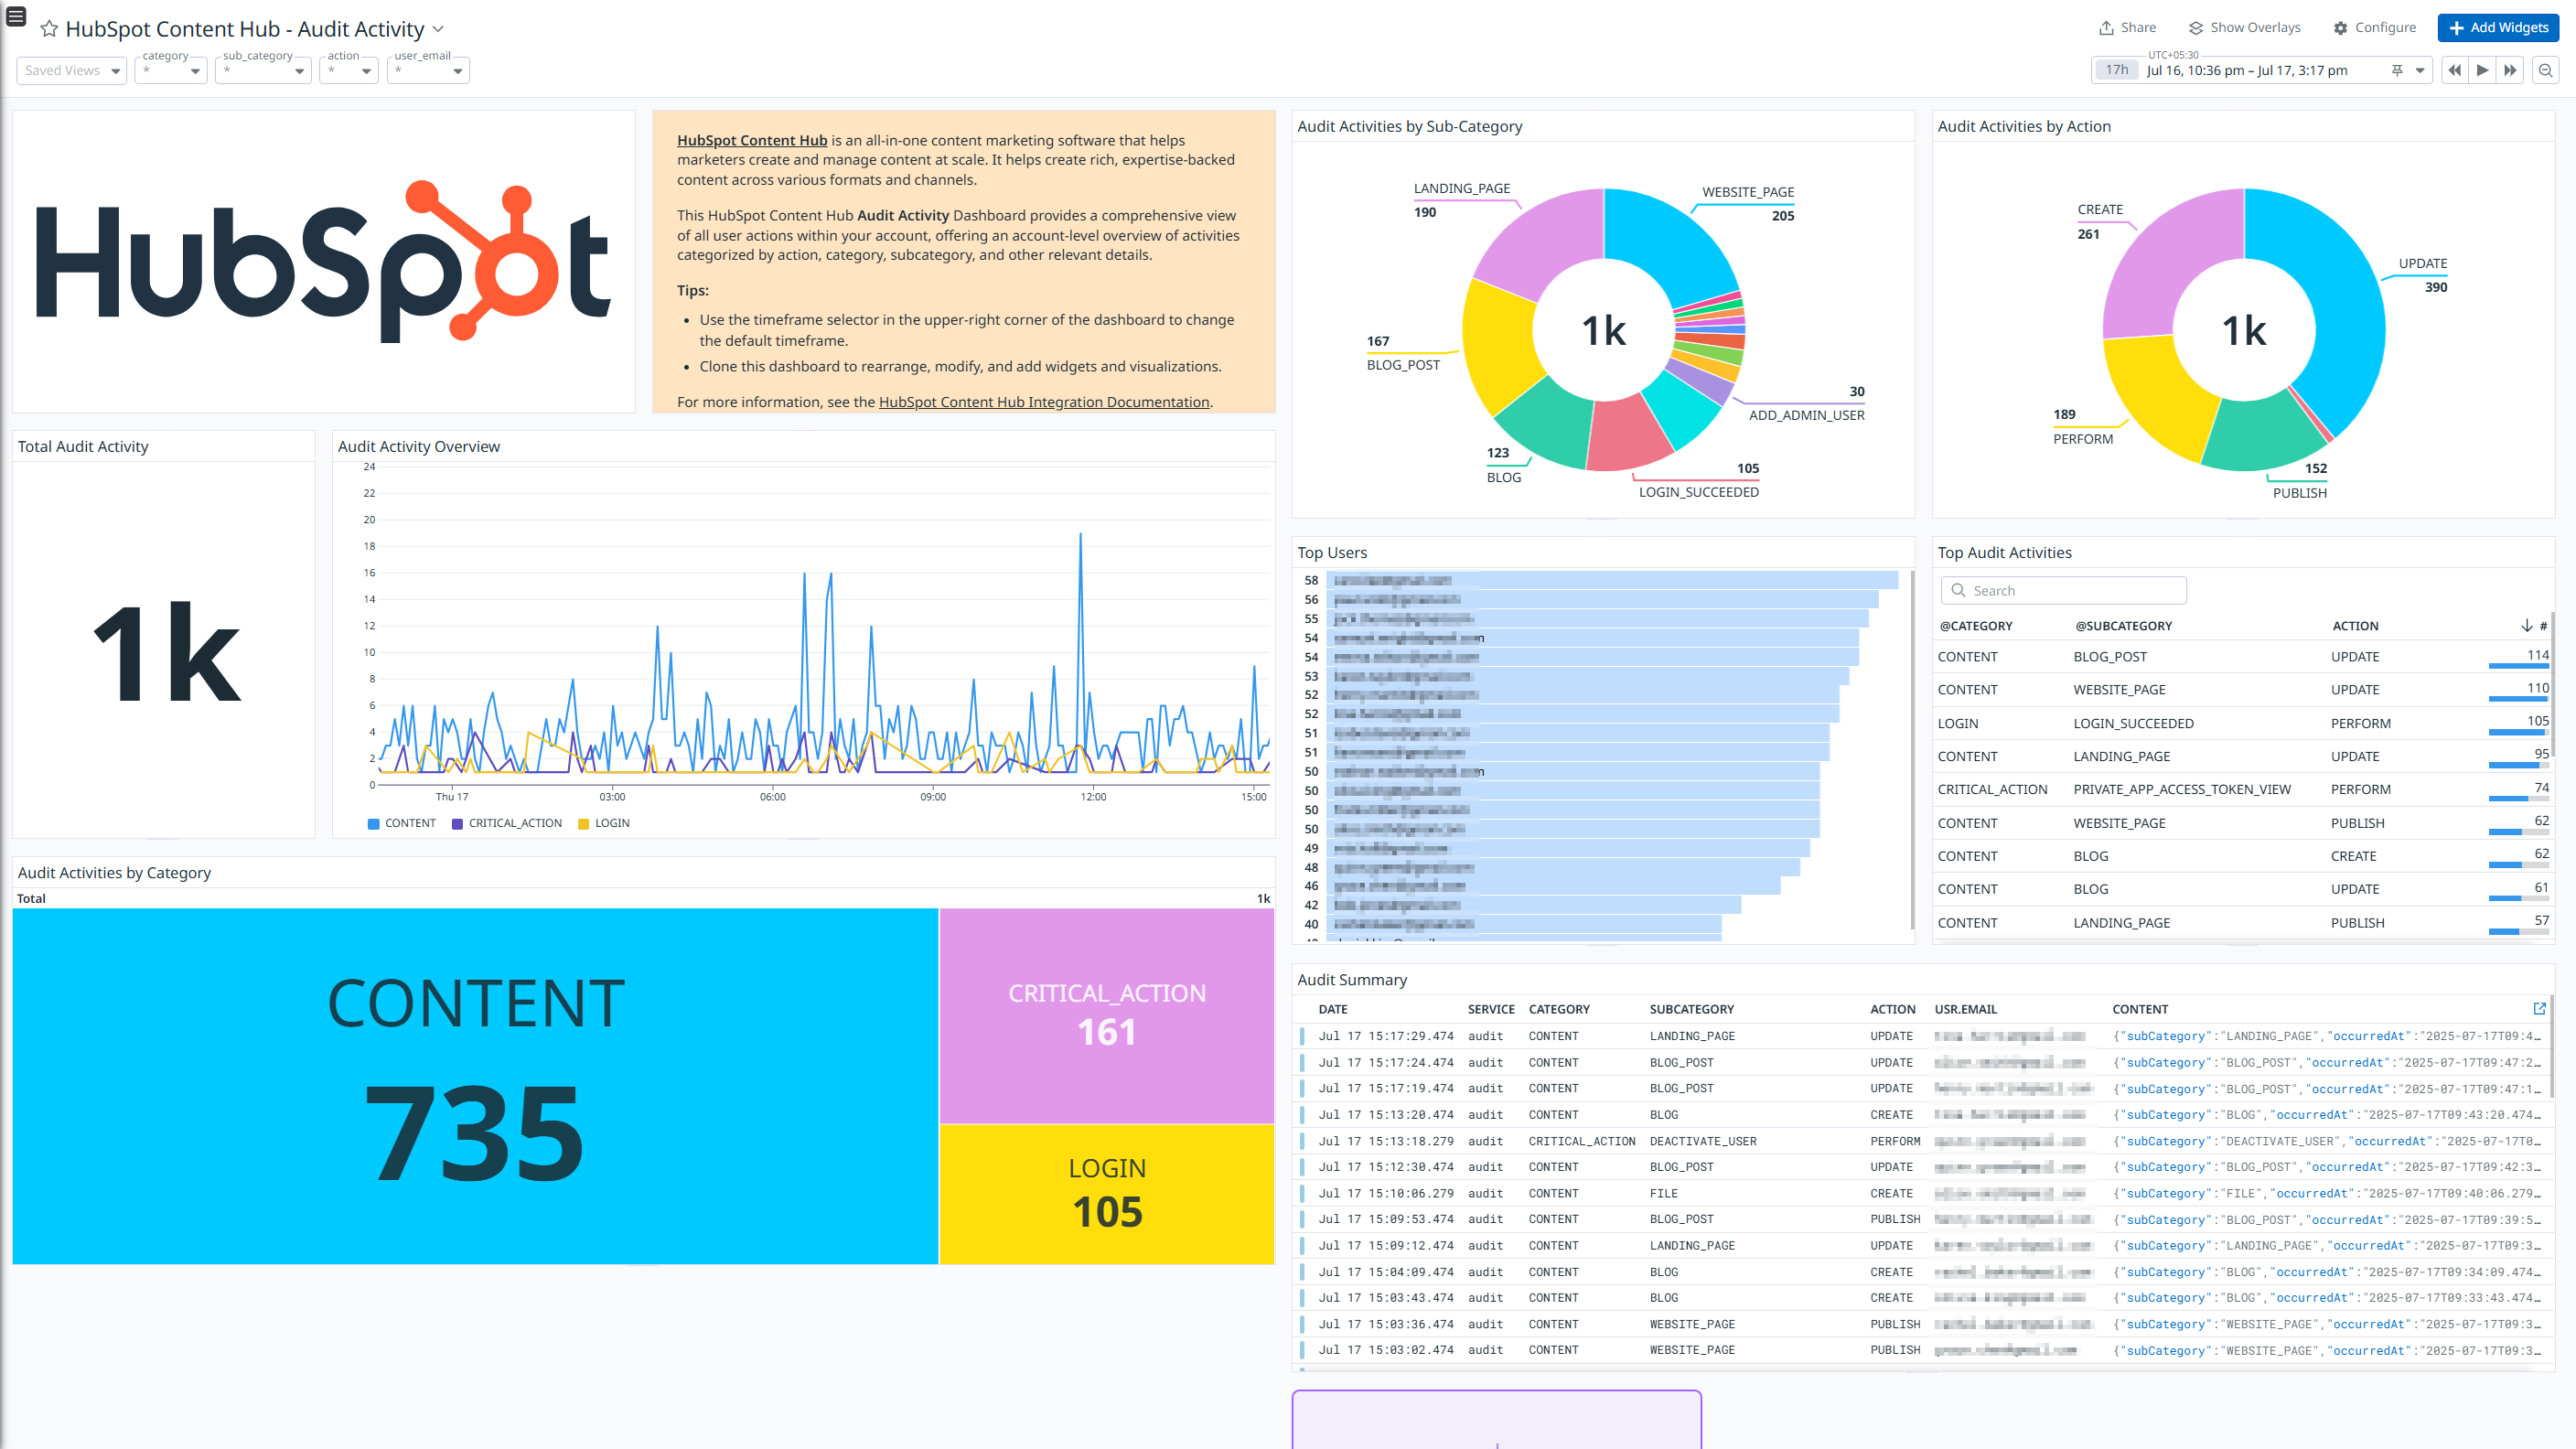 HubSpot Content Hub - Audit Activity
Share
Show Overlays
Configure
Add Widgets
Saved Views
category
*
sub_category
*
action
*
user_email
*
UTC+05:30
17h
Jul 16, 10:36 pm – Jul 17, 3:17 pm
HubSpot
HubSpot Content Hub is an all-in-one content marketing software that helps
marketers create and manage content at scale. It helps create rich, expertise-backed
content across various formats and channels.
This HubSpot Content Hub Audit Activity Dashboard provides a comprehensive view
of all user actions within your account, offering an account-level overview of activities
categorized by action, category, subcategory, and other relevant details.
Tips:
• Use the timeframe selector in the upper-right corner of the dashboard to change
the default timeframe.
• Clone this dashboard to rearrange, modify, and add widgets and visualizations.
For more information, see the HubSpot Content Hub Integration Documentation.
Audit Activities by Sub-Category
LANDING_PAGE
190
WEBSITE_PAGE
205
167
BLOG_POST
1k
30
ADD_ADMIN_USER
123
BLOG
105
LOGIN_SUCCEEDED
Audit Activities by Action
CREATE
261
UPDATE
390
1k
189
PERFORM
152
PUBLISH
Total Audit Activity
1k
Audit Activity Overview
24
22
20
18
16
14
12
10
8
6
4
2
0
Thu 17
03:00
06:00
09:00
12:00
15:00
CONTENT
CRITICAL_ACTION
LOGIN
Top Users
58
56
55
54
54
53
52
52
51
51
50
50
50
50
49
48
46
42
40
Top Audit Activities
Search
@CATEGORY @SUBCATEGORY ACTION #
CONTENT BLOG_POST UPDATE 114
CONTENT WEBSITE_PAGE UPDATE 110
LOGIN LOGIN_SUCCEEDED PERFORM 105
CONTENT LANDING_PAGE UPDATE 95
CRITICAL_ACTION PRIVATE_APP_ACCESS_TOKEN_VIEW PERFORM 74
CONTENT WEBSITE_PAGE PUBLISH 62
CONTENT BLOG CREATE 62
CONTENT BLOG UPDATE 61
CONTENT LANDING_PAGE PUBLISH 57
Audit Activities by Category
Total 1k
CONTENT
735
CRITICAL_ACTION
161
LOGIN
105
Audit Summary
DATE SERVICE CATEGORY SUBCATEGORY ACTION USR.EMAIL CONTENT
Jul 17 15:17:29.474 audit CONTENT LANDING_PAGE UPDATE {"subCategory":"LANDING_PAGE","occurredAt":"2025-07-17T09:4…
Jul 17 15:17:24.474 audit CONTENT BLOG_POST UPDATE {"subCategory":"BLOG_POST","occurredAt":"2025-07-17T09:47:2…
Jul 17 15:17:19.474 audit CONTENT BLOG_POST UPDATE {"subCategory":"BLOG_POST","occurredAt":"2025-07-17T09:47:1…
Jul 17 15:13:20.474 audit CONTENT BLOG CREATE {"subCategory":"BLOG","occurredAt":"2025-07-17T09:43:20.474…
Jul 17 15:13:18.279 audit CRITICAL_ACTION DEACTIVATE_USER PERFORM {"subCategory":"DEACTIVATE_USER","occurredAt":"2025-07-17T0…
Jul 17 15:12:30.474 audit CONTENT BLOG_POST UPDATE {"subCategory":"BLOG_POST","occurredAt":"2025-07-17T09:42:3…
Jul 17 15:10:06.279 audit CONTENT FILE CREATE {"subCategory":"FILE","occurredAt":"2025-07-17T09:40:06.279…
Jul 17 15:09:53.474 audit CONTENT BLOG_POST PUBLISH {"subCategory":"BLOG_POST","occurredAt":"2025-07-17T09:39:5…
Jul 17 15:09:12.474 audit CONTENT LANDING_PAGE UPDATE {"subCategory":"LANDING_PAGE","occurredAt":"2025-07-17T09:3…
Jul 17 15:04:09.474 audit CONTENT BLOG CREATE {"subCategory":"BLOG","occurredAt":"2025-07-17T09:34:09.474…
Jul 17 15:03:43.474 audit CONTENT BLOG CREATE {"subCategory":"BLOG","occurredAt":"2025-07-17T09:33:43.474…
Jul 17 15:03:36.474 audit CONTENT WEBSITE_PAGE PUBLISH {"subCategory":"WEBSITE_PAGE","occurredAt":"2025-07-17T09:3…
Jul 17 15:03:02.474 audit CONTENT WEBSITE_PAGE PUBLISH {"subCategory":"WEBSITE_PAGE","occurredAt":"2025-07-17T09:3…